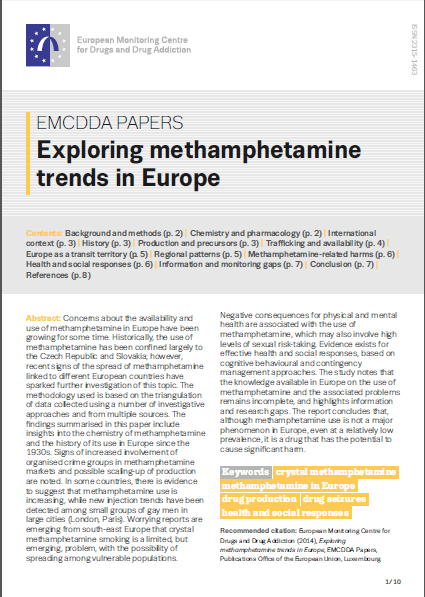 European Monitoring Centre
for Drugs and Drug Addiction
ISSN 2315-1463
EMCDDA PAPERS
Exploring methamphetamine
trends in Europe
Contents: Background and methods (p. 2) | Chemistry and pharmacology (p. 2) | International
context (p. 3) | History (p. 3) | Production and precursors (p. 3) | Trafficking and availability (p. 4) |
Europe as a transit territory (p. 5) | Regional patterns (p. 5) | Methamphetamine-related harms (p. 6) |
Health and social responses (p. 6) | Information and monitoring gaps (p. 7) | Conclusion (p. 7) |
References (p. 8)
Abstract: Concerns about the availability and
use of methamphetamine in Europe have been
growing for some time. Historically, the use of
methamphetamine has been confined largely to
the Czech Republic and Slovakia; however,
recent signs of the spread of methamphetamine
linked to different European countries have
sparked further investigation of this topic. The
methodology used is based on the triangulation
of data collected using a number of investigative
approaches and from multiple sources. The
findings summarised in this paper include
insights into the chemistry of methamphetamine
and the history of its use in Europe since the
1930s. Signs of increased involvement of
organised crime groups in methamphetamine
markets and possible scaling-up of production
are noted. In some countries, there is evidence
to suggest that methamphetamine use is
increasing, while new injection trends have been
detected among small groups of gay men in
large cities (London, Paris). Worrying reports are
emerging from south-east Europe that crystal
methamphetamine smoking is a limited, but
emerging, problem, with the possibility of
spreading among vulnerable populations.
Negative consequences for physical and mental
health are associated with the use of
methamphetamine, which may also involve high
levels of sexual risk-taking. Evidence exists for
effective health and social responses, based on
cognitive behavioural and contingency
management approaches. The study notes that
the knowledge available in Europe on the use of
methamphetamine and the associated problems
remains incomplete, and highlights information
and research gaps. The report concludes that,
although methamphetamine use is not a major
phenomenon in Europe, even at a relatively low
prevalence, it is a drug that has the potential to
cause significant harm.
Keywords crystal methamphetamine
methamphetamine in Europe
drug production drug seizures
health and social responses
Recommended citation: European Monitoring Centre for
Drugs and Drug Addiction (2014), Exploring
methamphetamine trends in Europe, EMCDDA Papers,
Publications Office of the European Union, Luxembourg.
1/10